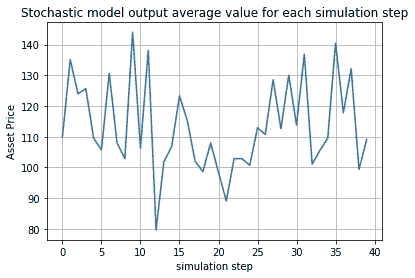 Stochastic model output average value for each simulation step
Asset Price
140
130
120
110
100
90
80
0 5 10 15 20 25 30 35 40
simulation step